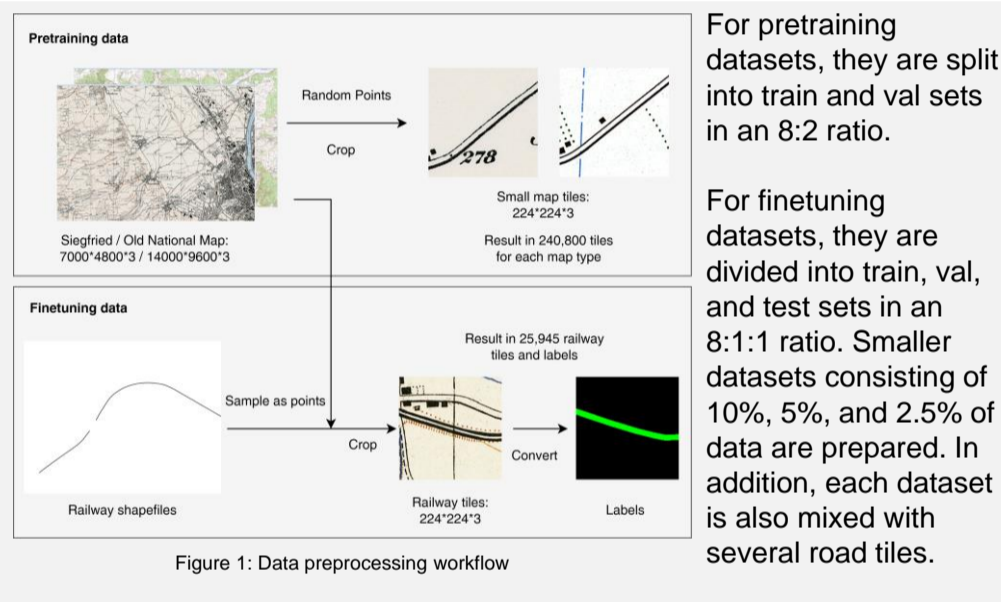 Pretraining data
Random Points
Crop
278
Small map tiles:
224*224*3
Siegfried / Old National Map:
7000*4800*3 / 14000*9600*3
Result in 240,800 tiles
for each map type
Finetuning data
Result in 25,945 railway
tiles and labels
Sample as points
Crop
Convert
Railway shapefiles
Railway tiles:
224*224*3
Labels
Figure 1: Data preprocessing workflow
For pretraining
datasets, they are split
into train and val sets
in an 8:2 ratio.
For finetuning
datasets, they are
divided into train, val,
and test sets in an
8:1:1 ratio. Smaller
datasets consisting of
10%, 5%, and 2.5% of
data are prepared. In
addition, each dataset
is also mixed with
several road tiles.